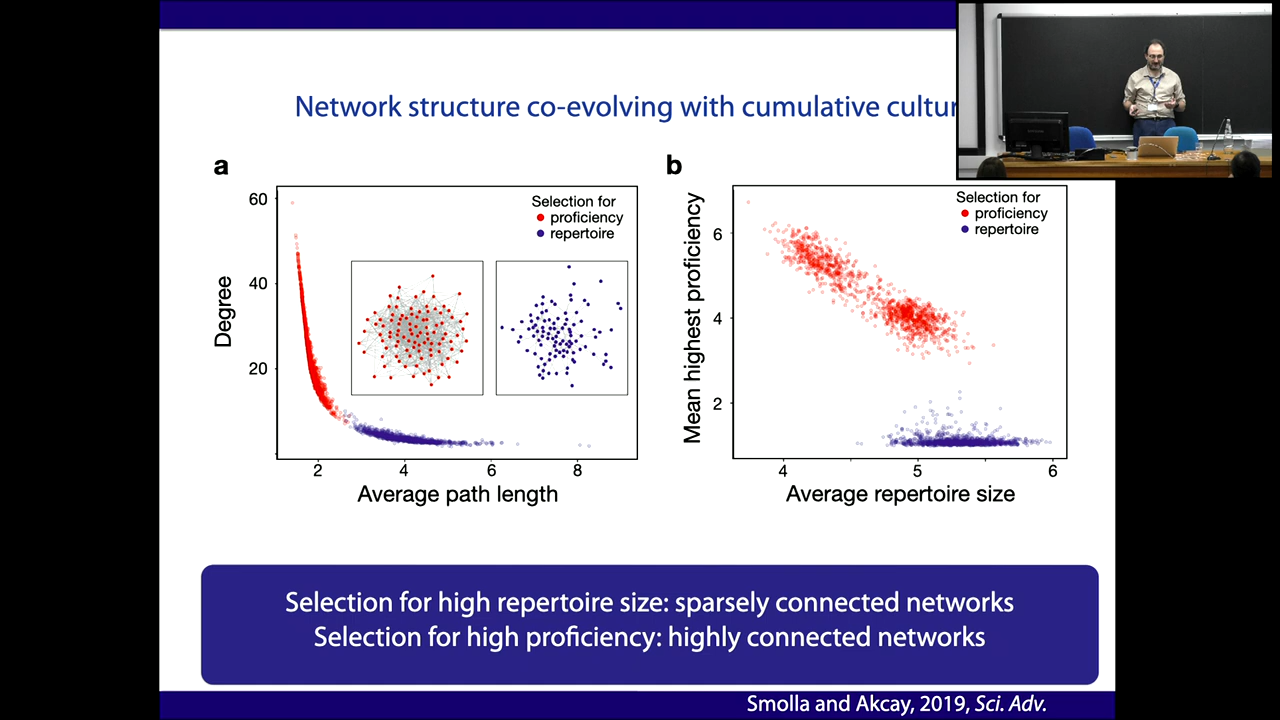 Network structure co-evolving with cumulative cultur
a
Selection for
proficiency
repertoire
60
40
20
Degree
2
4
6
8
Average path length
b
Selection for
proficiency
repertoire
6
4
2
Mean highest proficiency
4
5
6
Average repertoire size
Selection for high repertoire size: sparsely connected networks
Selection for high proficiency: highly connected networks
Smolla and Akcay, 2019, Sci. Adv.